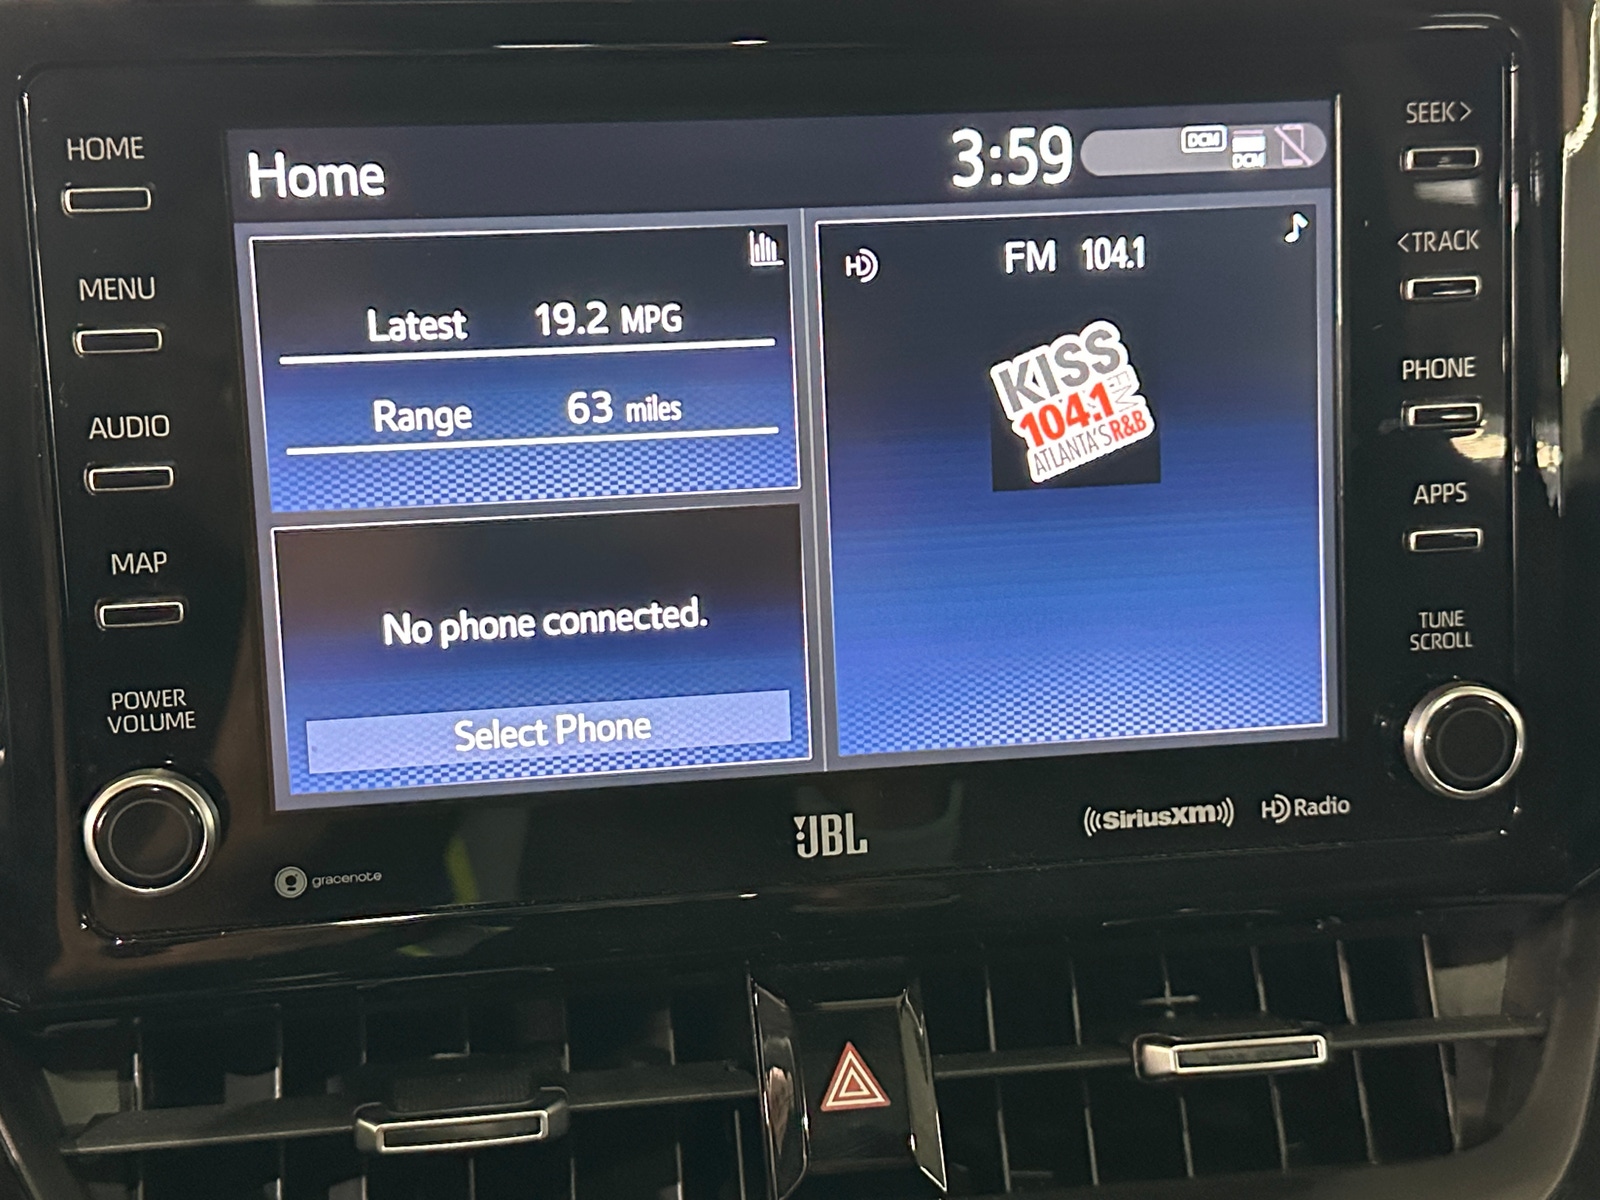 HOME
MENU
AUDIO
MAP
POWER
VOLUME
Home
3:59
DCM
DCM
Latest 19.2 MPG
Range 63 miles
No phone connected.
Select Phone
HD
FM 104.1
KISS
FM
104.1
ATLANTA'S R&B
SEEK>
<TRACK
PHONE
APPS
TUNE
SCROLL
gracenote
JBL
SiriusXM
HD Radio